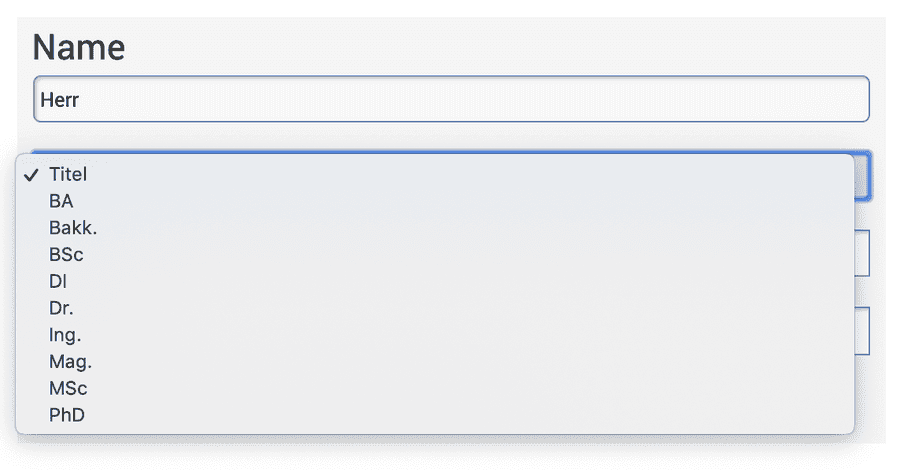 Name
Herr
Titel
BA
Bakk.
BSc
DI
Dr.
Ing.
Mag.
MSc
PhD